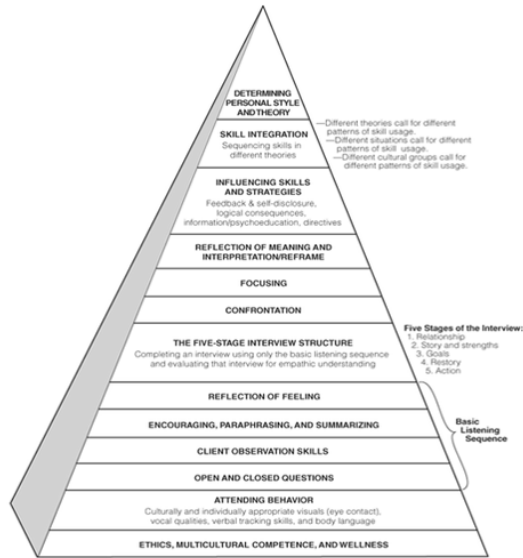 DETERMINING
PERSONAL STYLE
AND THEORY
—Different theories call for different
patterns of skill usage.
—Different situations call for different
patterns of skill usage.
—Different cultural groups call for
different patterns of skill usage.
SKILL INTEGRATION
Sequencing skills in
different theories
INFLUENCING SKILLS
AND STRATEGIES
Feedback & self-disclosure,
logical consequences,
information/psychoeducation, directives
REFLECTION OF MEANING AND
INTERPRETATION/REFRAME
FOCUSING
CONFRONTATION
THE FIVE-STAGE INTERVIEW STRUCTURE
Completing an interview using only the basic listening sequence
and evaluating that interview for empathic understanding
Five Stages of the Interview:
1. Relationship
2. Story and strengths
3. Goals
4. Restory
5. Action
REFLECTION OF FEELING
ENCOURAGING, PARAPHRASING, AND SUMMARIZING
CLIENT OBSERVATION SKILLS
OPEN AND CLOSED QUESTIONS
Basic
Listening
Sequence
ATTENDING BEHAVIOR
Culturally and individually appropriate visuals (eye contact),
vocal qualities, verbal tracking skills, and body language
ETHICS, MULTICULTURAL COMPETENCE, AND WELLNESS